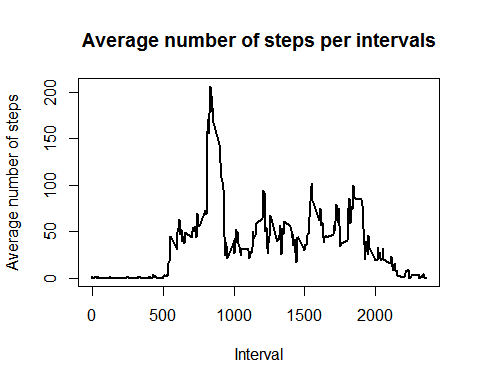 Average number of steps per intervals
Average number of steps
200
150
100
50
0
0 500 1000 1500 2000
Interval